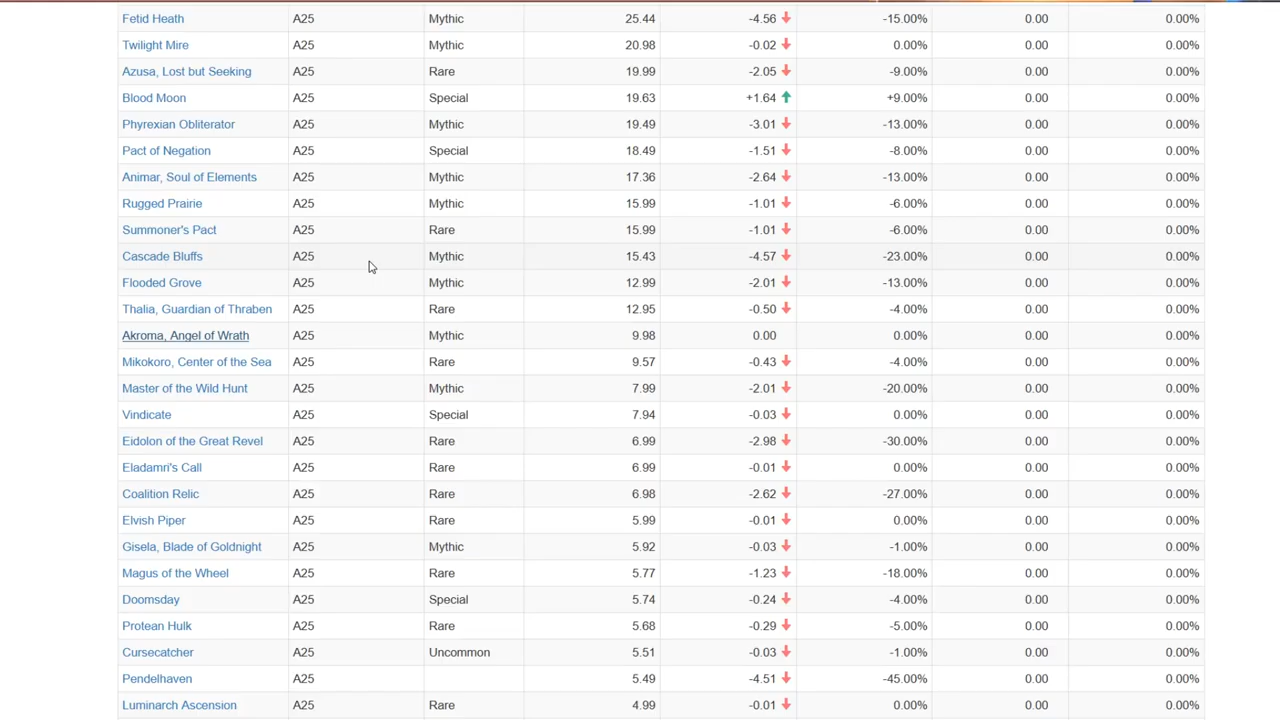 Fetid Heath A25 Mythic 25.44 -4.56 -15.00% 0.00 0.00%
Twilight Mire A25 Mythic 20.98 -0.02 0.00% 0.00 0.00%
Azusa, Lost but Seeking A25 Rare 19.99 -2.05 -9.00% 0.00 0.00%
Blood Moon A25 Special 19.63 +1.64 +9.00% 0.00 0.00%
Phyrexian Obliterator A25 Mythic 19.49 -3.01 -13.00% 0.00 0.00%
Pact of Negation A25 Special 18.49 -1.51 -8.00% 0.00 0.00%
Animar, Soul of Elements A25 Mythic 17.36 -2.64 -13.00% 0.00 0.00%
Rugged Prairie A25 Mythic 15.99 -1.01 -6.00% 0.00 0.00%
Summoner's Pact A25 Rare 15.99 -1.01 -6.00% 0.00 0.00%
Cascade Bluffs A25 Mythic 15.43 -4.57 -23.00% 0.00 0.00%
Flooded Grove A25 Mythic 12.99 -2.01 -13.00% 0.00 0.00%
Thalia, Guardian of Thraben A25 Rare 12.95 -0.50 -4.00% 0.00 0.00%
Akroma, Angel of Wrath A25 Mythic 9.98 0.00 0.00% 0.00 0.00%
Mikokoro, Center of the Sea A25 Rare 9.57 -0.43 -4.00% 0.00 0.00%
Master of the Wild Hunt A25 Mythic 7.99 -2.01 -20.00% 0.00 0.00%
Vindicate A25 Special 7.94 -0.03 0.00% 0.00 0.00%
Eidolon of the Great Revel A25 Rare 6.99 -2.98 -30.00% 0.00 0.00%
Eladamri's Call A25 Rare 6.99 -0.01 0.00% 0.00 0.00%
Coalition Relic A25 Rare 6.98 -2.62 -27.00% 0.00 0.00%
Elvish Piper A25 Rare 5.99 -0.01 0.00% 0.00 0.00%
Gisela, Blade of Goldnight A25 Mythic 5.92 -0.03 -1.00% 0.00 0.00%
Magus of the Wheel A25 Rare 5.77 -1.23 -18.00% 0.00 0.00%
Doomsday A25 Special 5.74 -0.24 -4.00% 0.00 0.00%
Protean Hulk A25 Rare 5.68 -0.29 -5.00% 0.00 0.00%
Cursecatcher A25 Uncommon 5.51 -0.03 -1.00% 0.00 0.00%
Pendelhaven A25 5.49 -4.51 -45.00% 0.00 0.00%
Luminarch Ascension A25 Rare 4.99 -0.01 0.00% 0.00 0.00%